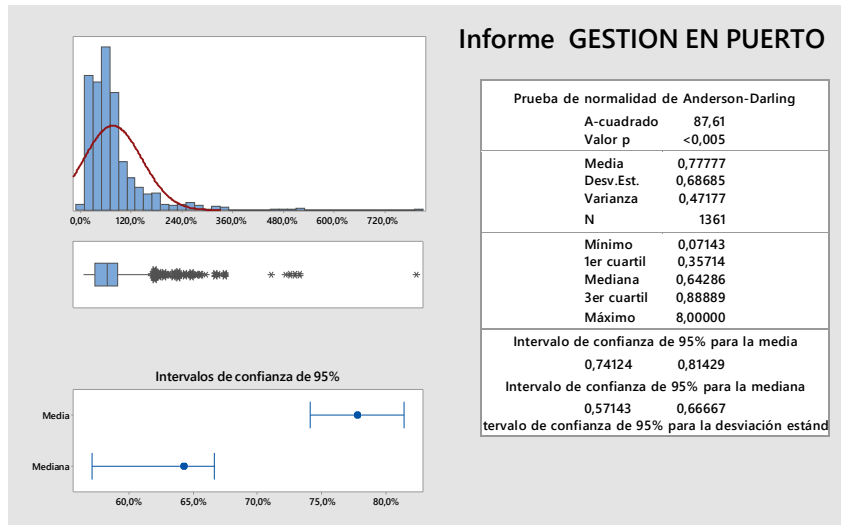 Informe GESTION EN PUERTO
0,0% 120,0% 240,0% 360,0% 480,0% 600,0% 720,0%
Intervalos de confianza de 95%
Media
Mediana
60,0% 65,0% 70,0% 75,0% 80,0%
Prueba de normalidad de Anderson-Darling
A-cuadrado 87,61
Valor p <0,005
Media 0,77777
Desv.Est. 0,68685
Varianza 0,47177
N 1361
Mínimo 0,07143
1er cuartil 0,35714
Mediana 0,64286
3er cuartil 0,88889
Máximo 8,00000
Intervalo de confianza de 95% para la media
0,74124 0,81429
Intervalo de confianza de 95% para la mediana
0,57143 0,66667
tervalo de confianza de 95% para la desviación estánd